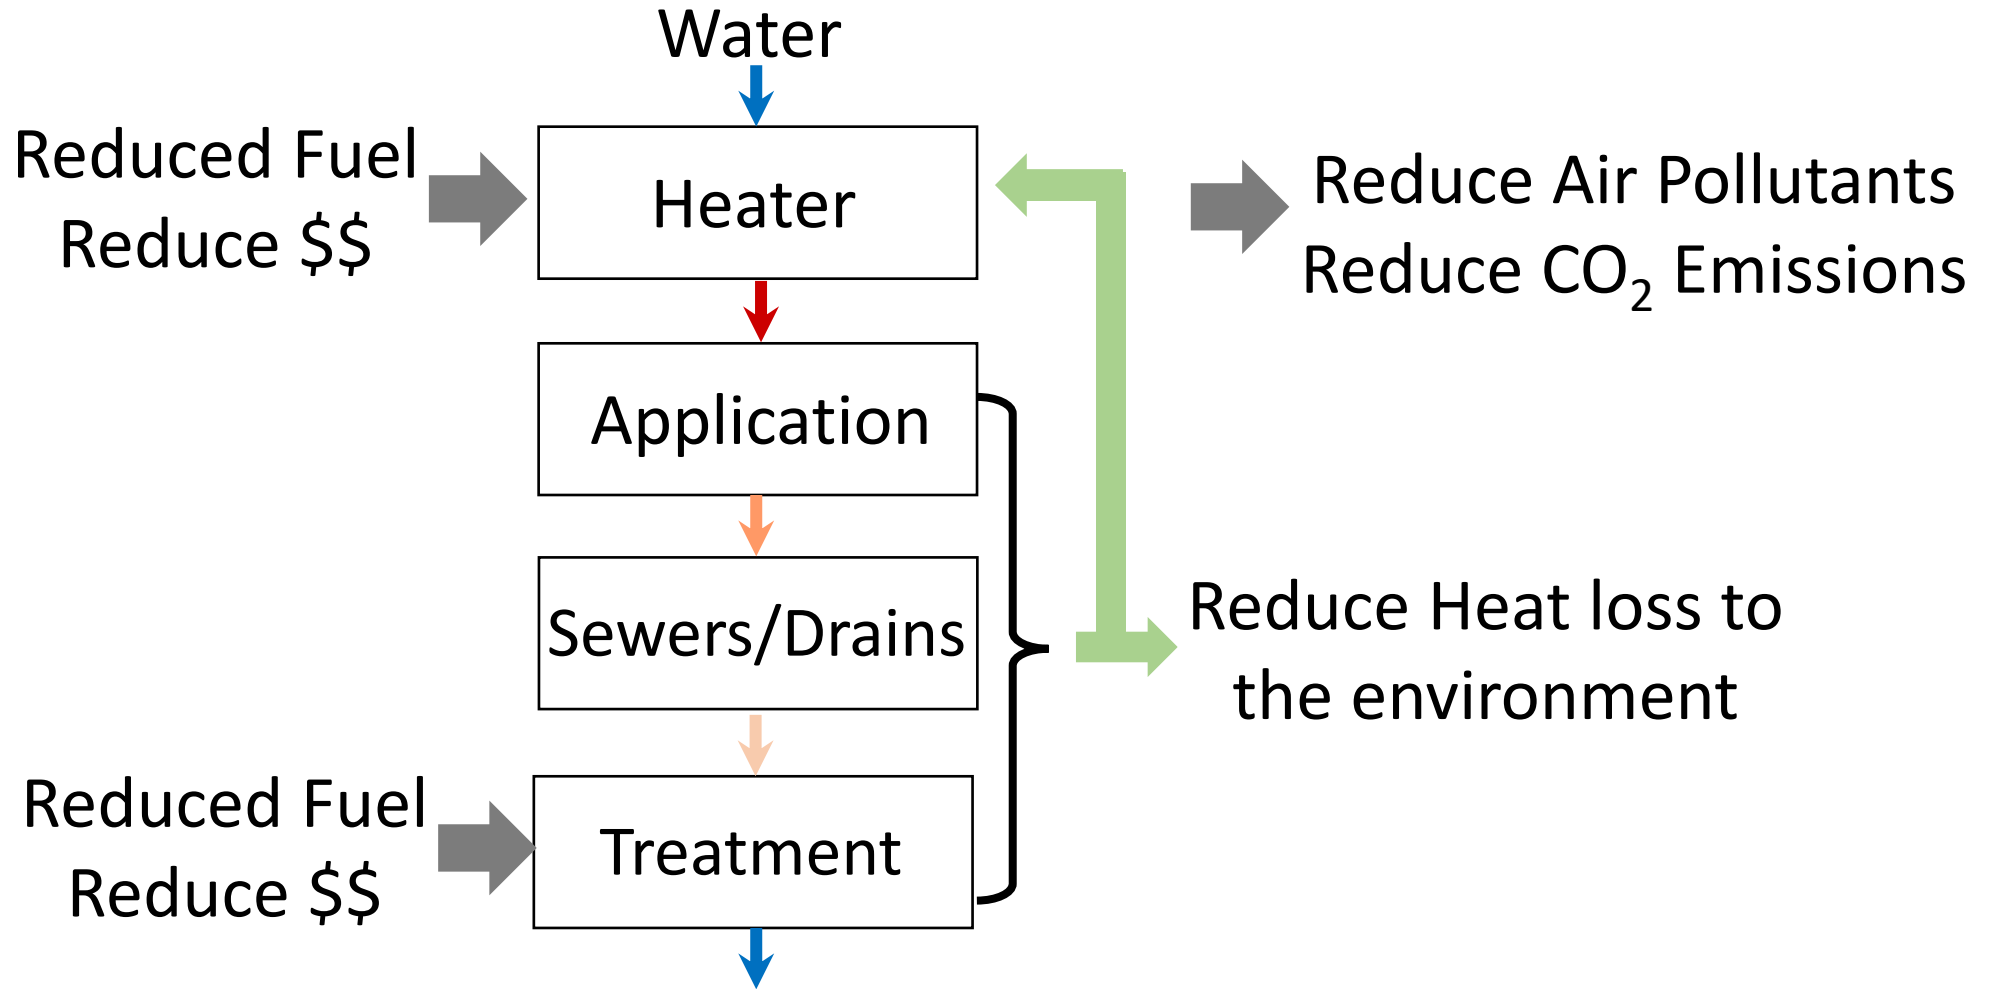 Water
Reduced Fuel
Reduce $$
Heater
Reduce Air Pollutants
Reduce CO₂ Emissions
Application
Sewers/Drains
Reduce Heat loss to
the environment
Reduced Fuel
Reduce $$
Treatment